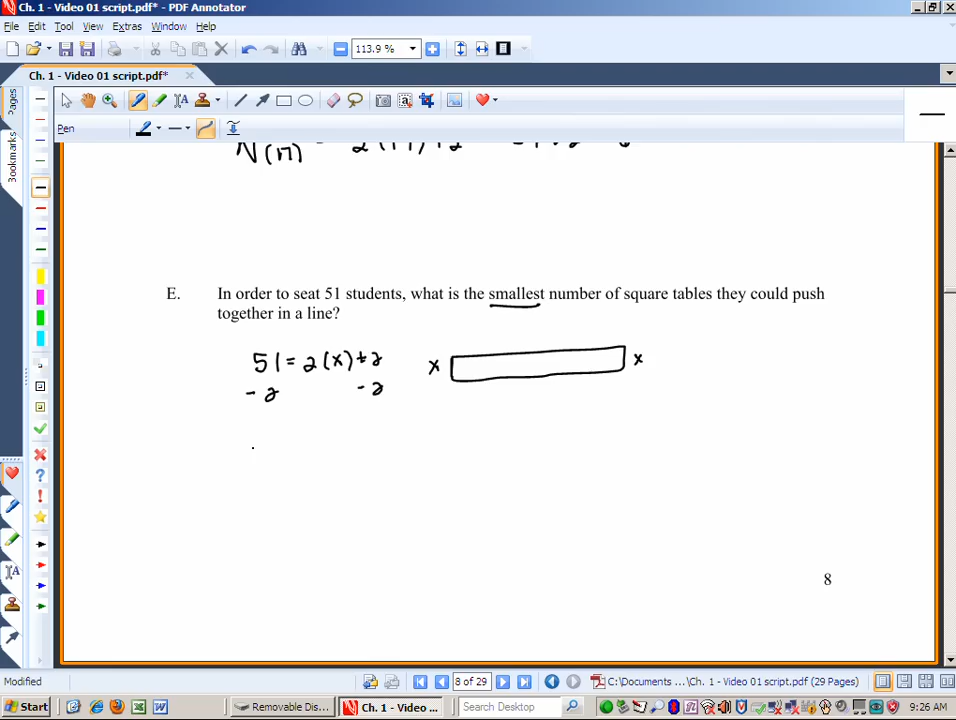 Ch. 1 - Video 01 script.pdf* - PDF Annotator
File Edit Tool View Extras Window Help
113.9 %
Ch. 1 - Video 01 script.pdf*
Pages
Bookmarks
Pen
N(17)
E. In order to seat 51 students, what is the smallest number of square tables they could push
together in a line?
51 = 2(x)+2
x x
- 2 - 2
8
Modified
8 of 29
C:\Documents ...\Ch. 1 - Video 01 script.pdf (29 Pages)
Start
Removable Dis...
Ch. 1 - Video ...
Search Desktop
9:26 AM